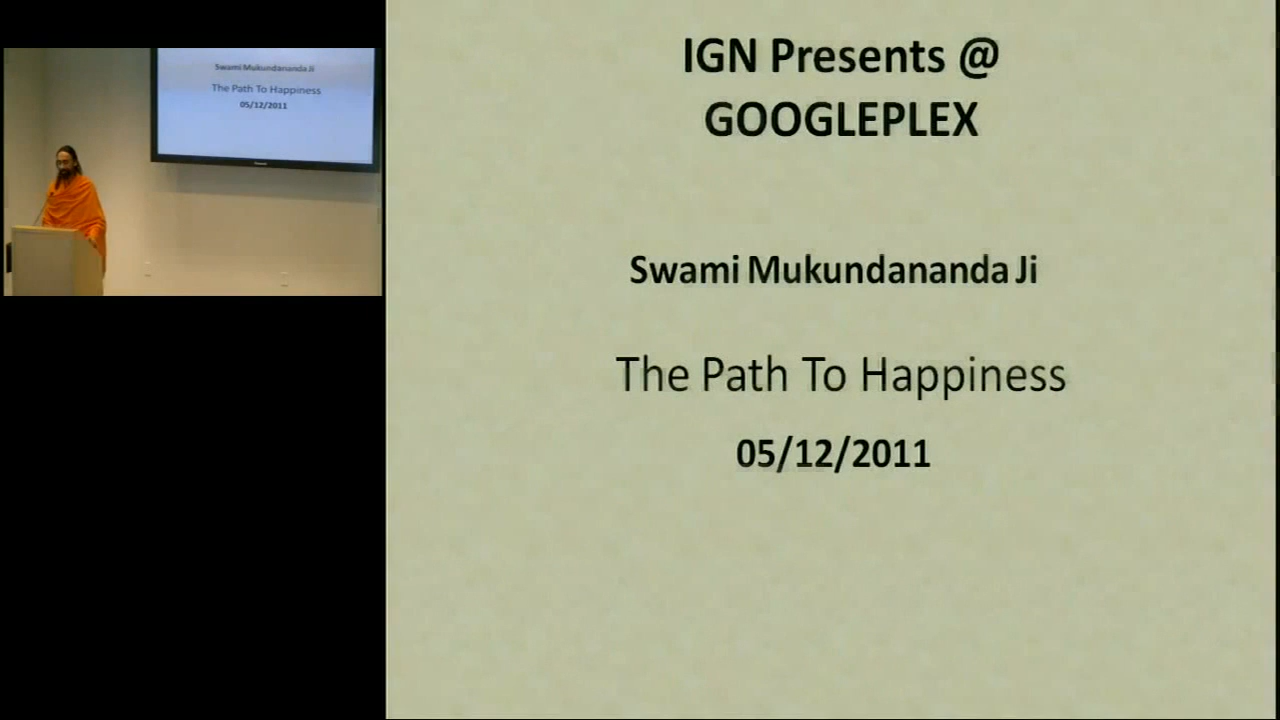 Swami Mukundananda Ji
The Path To Happiness
05/12/2011
IGN Presents @
GOOGLEPLEX
Swami Mukundananda Ji
The Path To Happiness
05/12/2011